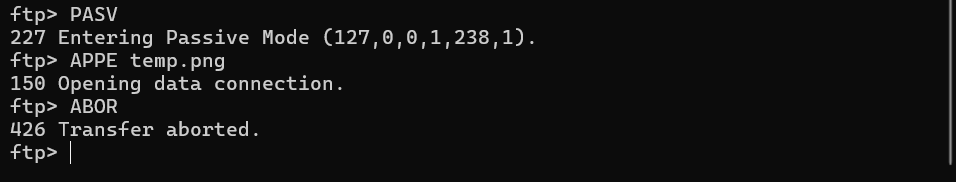 ftp> PASV
227 Entering Passive Mode (127,0,0,1,238,1).
ftp> APPE temp.png
150 Opening data connection.
ftp> ABOR
426 Transfer aborted.
ftp>